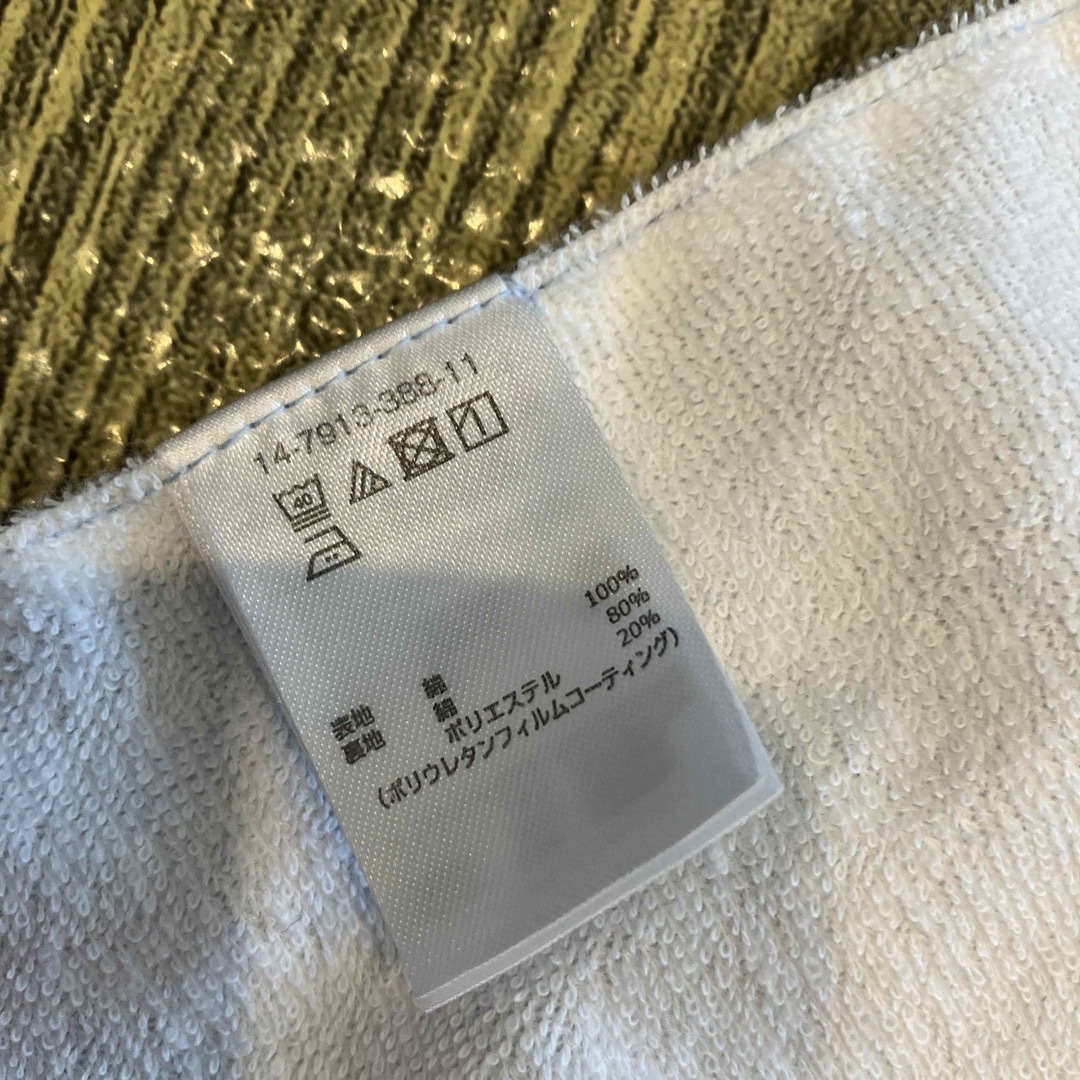 14-7913-388-11
40
表地 綿 100%
裏地 綿 80%
ポリエステル 20%
(ポリウレタンフィルムコーティング)